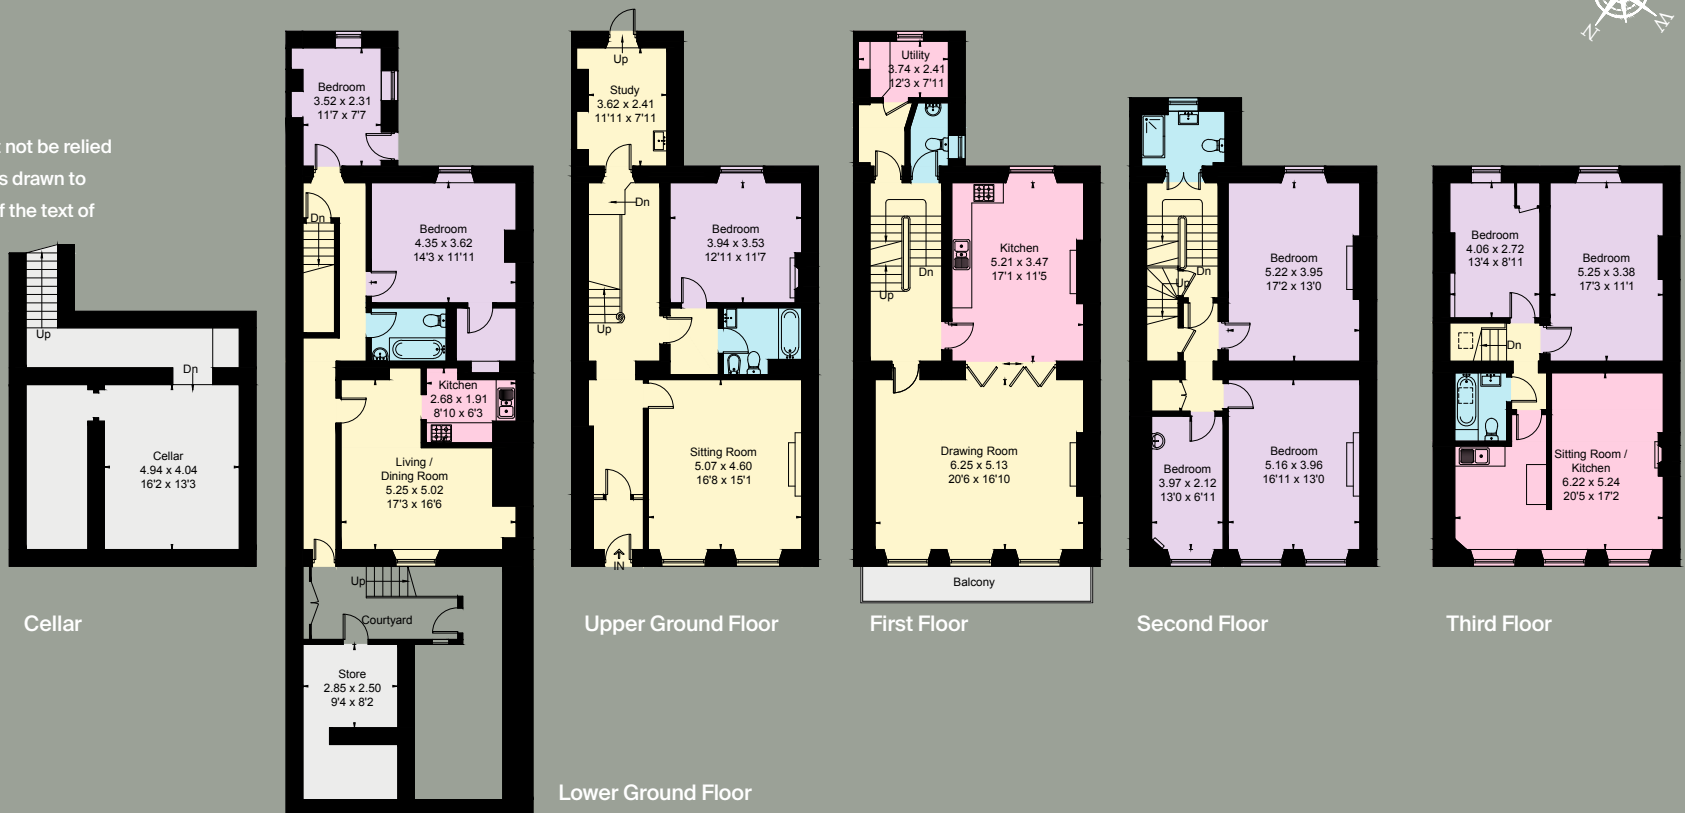 not be relied
s drawn to
f the text of
Up
Dn
Cellar
4.94 x 4.04
16'2 x 13'3
Cellar
Bedroom
3.52 x 2.31
11'7 x 7'7
Dn
Bedroom
4.35 x 3.62
14'3 x 11'11
Kitchen
2.68 x 1.91
8'10 x 6'3
Living /
Dining Room
5.25 x 5.02
17'3 x 16'6
Up
Courtyard
Store
2.85 x 2.50
9'4 x 8'2
Lower Ground Floor
Up
Study
3.62 x 2.41
11'11 x 7'11
Dn
Bedroom
3.94 x 3.53
12'11 x 11'7
Up
Sitting Room
5.07 x 4.60
16'8 x 15'1
IN
Upper Ground Floor
Utility
3.74 x 2.41
12'3 x 7'11
Kitchen
5.21 x 3.47
17'1 x 11'5
Dn
Up
Drawing Room
6.25 x 5.13
20'6 x 16'10
Balcony
First Floor
Bedroom
5.22 x 3.95
17'2 x 13'0
Dn
Up
Bedroom
3.97 x 2.12
13'0 x 6'11
Bedroom
5.16 x 3.96
16'11 x 13'0
Second Floor
Bedroom
4.06 x 2.72
13'4 x 8'11
Bedroom
5.25 x 3.38
17'3 x 11'1
Dn
Sitting Room /
Kitchen
6.22 x 5.24
20'5 x 17'2
Third Floor
N
W